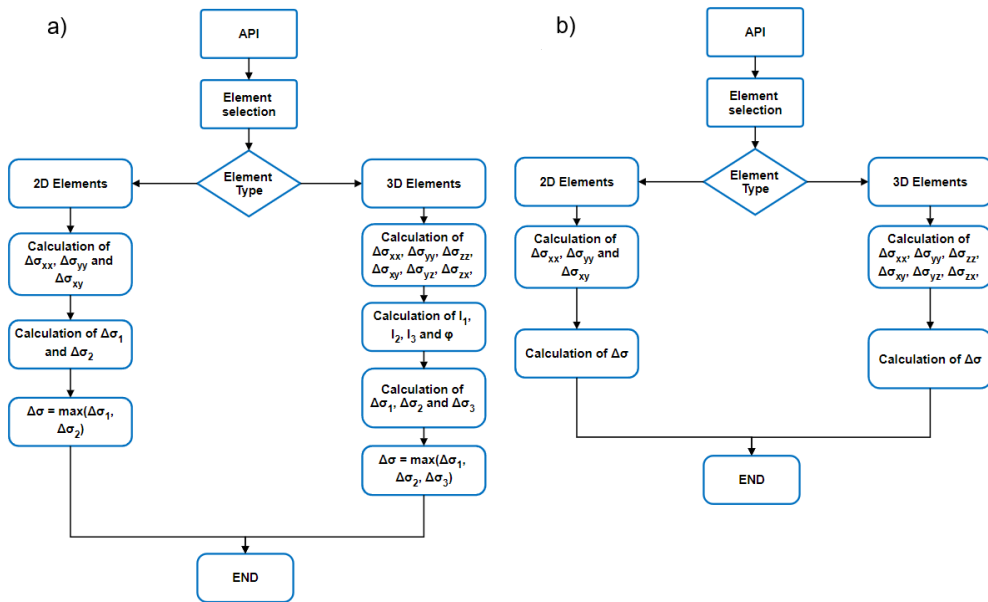 a)
API
Element
selection
Element
Type
2D Elements
3D Elements
Calculation of
Δσxx, Δσyy and
Δσxy
Calculation of Δσ1
and Δσ2
Δσ = max(Δσ1,
Δσ2)
Calculation of
Δσxx, Δσyy, Δσzz,
Δσxy, Δσyz, Δσzx,
Calculation of I1,
I2, I3 and φ
Calculation of
Δσ1, Δσ2 and Δσ3
Δσ = max(Δσ1,
Δσ2, Δσ3)
END
b)
API
Element
selection
Element
Type
2D Elements
3D Elements
Calculation of
Δσxx, Δσyy and
Δσxy
Calculation of Δσ
Calculation of
Δσxx, Δσyy, Δσzz,
Δσxy, Δσyz, Δσzx,
Calculation of Δσ
END